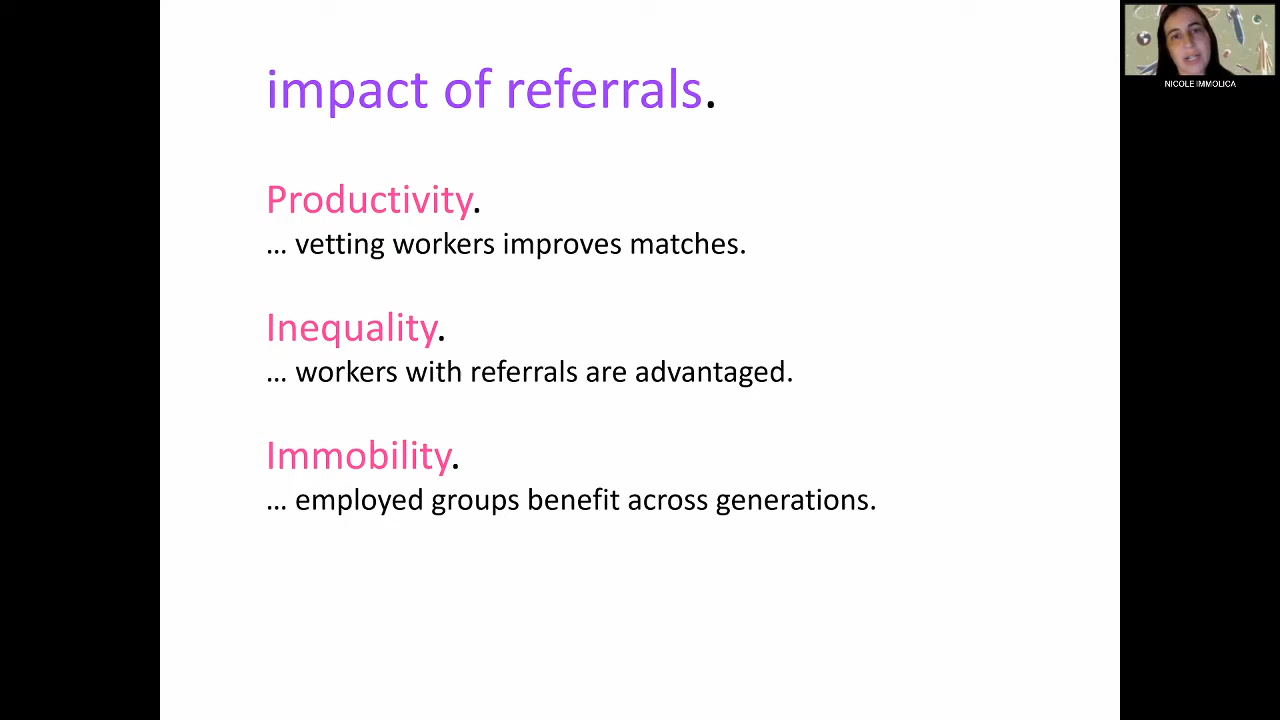 impact of referrals.
Productivity.
… vetting workers improves matches.
Inequality.
… workers with referrals are advantaged.
Immobility.
… employed groups benefit across generations.
NICOLE IMMOLICA